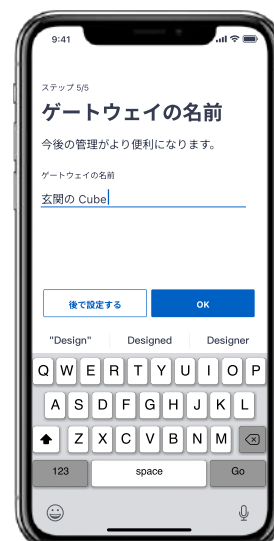 9:41
ステップ 5/5
ゲートウェイの名前
今後の管理がより便利になります。
ゲートウェイの名前
玄関の Cube
後で設定する OK
"Design" Designed Designer
Q W E R T Y U I O P
A S D F G H J K L
Z X C V B N M
123 space Go